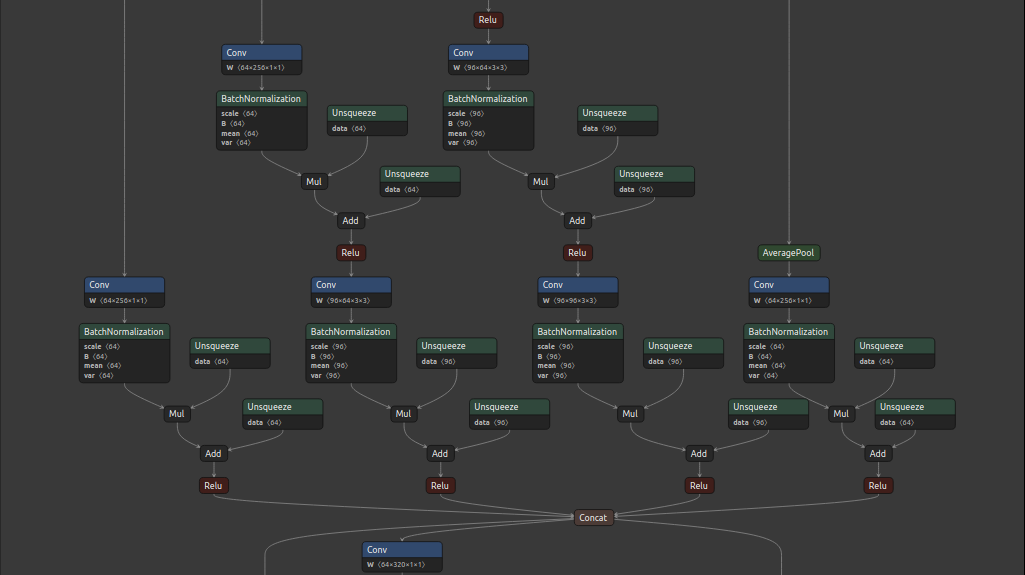 Relu
Conv
W ⟨64×256×1×1⟩
Conv
W ⟨96×64×3×3⟩
BatchNormalization
scale ⟨64⟩
B ⟨64⟩
mean ⟨64⟩
var ⟨64⟩
Unsqueeze
data ⟨64⟩
BatchNormalization
scale ⟨96⟩
B ⟨96⟩
mean ⟨96⟩
var ⟨96⟩
Unsqueeze
data ⟨96⟩
Mul
Unsqueeze
data ⟨64⟩
Mul
Unsqueeze
data ⟨96⟩
Add
Add
Relu
Relu
AveragePool
Conv
W ⟨64×256×1×1⟩
Conv
W ⟨96×64×3×3⟩
Conv
W ⟨96×96×3×3⟩
Conv
W ⟨64×256×1×1⟩
BatchNormalization
scale ⟨64⟩
B ⟨64⟩
mean ⟨64⟩
var ⟨64⟩
Unsqueeze
data ⟨64⟩
BatchNormalization
scale ⟨96⟩
B ⟨96⟩
mean ⟨96⟩
var ⟨96⟩
Unsqueeze
data ⟨96⟩
BatchNormalization
scale ⟨96⟩
B ⟨96⟩
mean ⟨96⟩
var ⟨96⟩
Unsqueeze
data ⟨96⟩
BatchNormalization
scale ⟨64⟩
B ⟨64⟩
mean ⟨64⟩
var ⟨64⟩
Unsqueeze
data ⟨64⟩
Mul
Unsqueeze
data ⟨64⟩
Mul
Unsqueeze
data ⟨96⟩
Mul
Unsqueeze
data ⟨96⟩
Mul
Unsqueeze
data ⟨64⟩
Add
Add
Add
Add
Relu
Relu
Relu
Relu
Concat
Conv
W ⟨64×320×1×1⟩